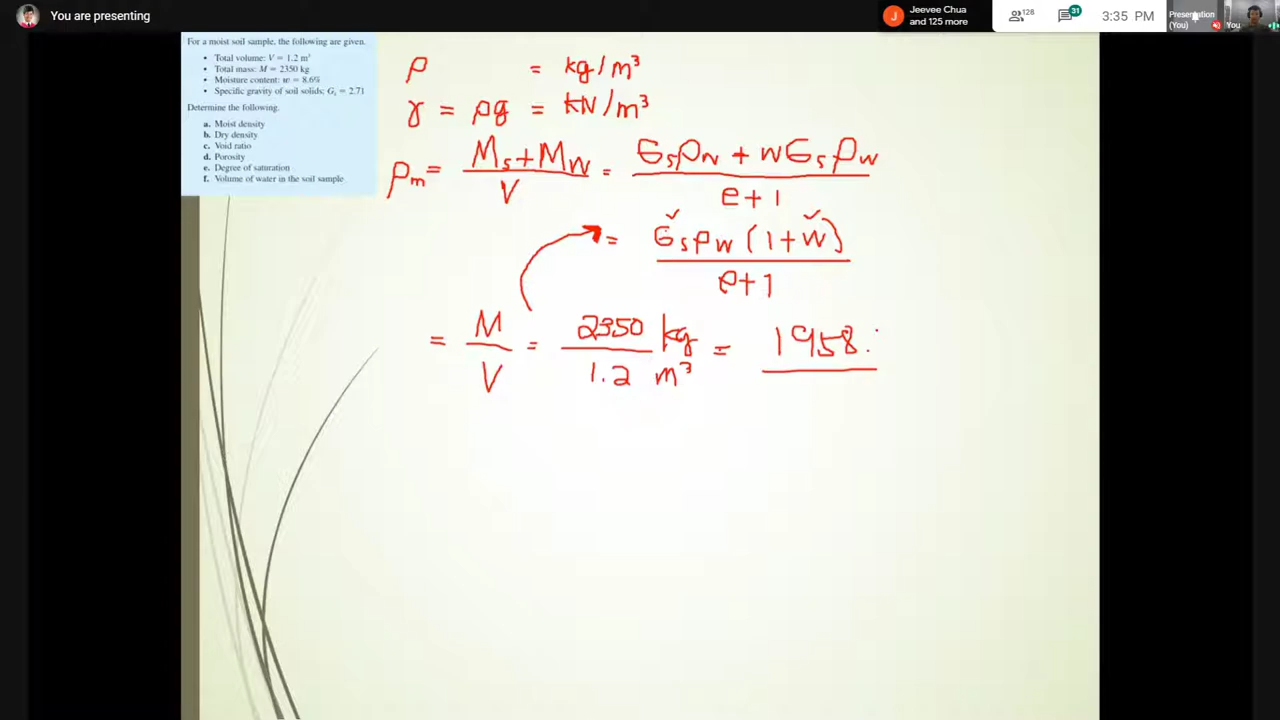 You are presenting
Jeevee Chua
and 125 more
J
128
31
3:35 PM
Presentation
(You)
You
For a moist soil sample, the following are given.
• Total volume: V = 1.2 m³
• Total mass: M = 2350 kg
• Moisture content: w = 8.6%
• Specific gravity of soil solids: Gₛ = 2.71
Determine the following.
a. Moist density
b. Dry density
c. Void ratio
d. Porosity
e. Degree of saturation
f. Volume of water in the soil sample
ρ = kg/m³
γ = ρg = kN/m³
ρm = Ms+Mw / V = Gsρw + wGsρw / e+1
= Gsρw(1+w) / e+1
= M / V = 2350 kg / 1.2 m³ = 1958.